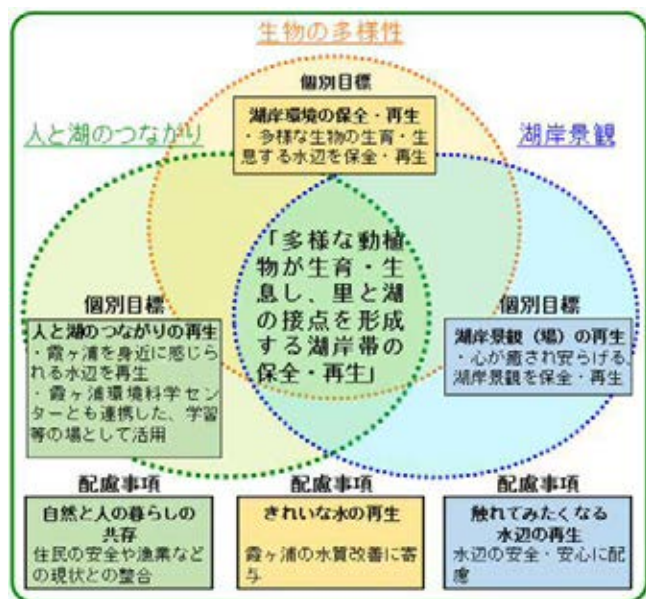 生物の多様性
個別目標
湖岸環境の保全・再生
・多様な生物の生育・生
息する水辺を保全・再生
人と湖のつながり
湖岸景観
「多様な動植
物が生育・生
息し、里と湖
の接点を形成
する湖岸帯の
保全・再生」
個別目標
人と湖のつながりの再生
・霞ヶ浦を身近に感じら
れる水辺を再生
・霞ヶ浦環境科学セン
ターとも連携した、学習
等の場として活用
個別目標
湖岸景観（場）の再生
・心が癒され安らげる、
湖岸景観を保全・再生
配慮事項
自然と人の暮らしの
共存
住民の安全や漁業など
の現状との整合
配慮事項
きれいな水の再生
霞ヶ浦の水質改善に寄
与
配慮事項
触れてみたくなる
水辺の再生
水辺の安全・安心に配
慮